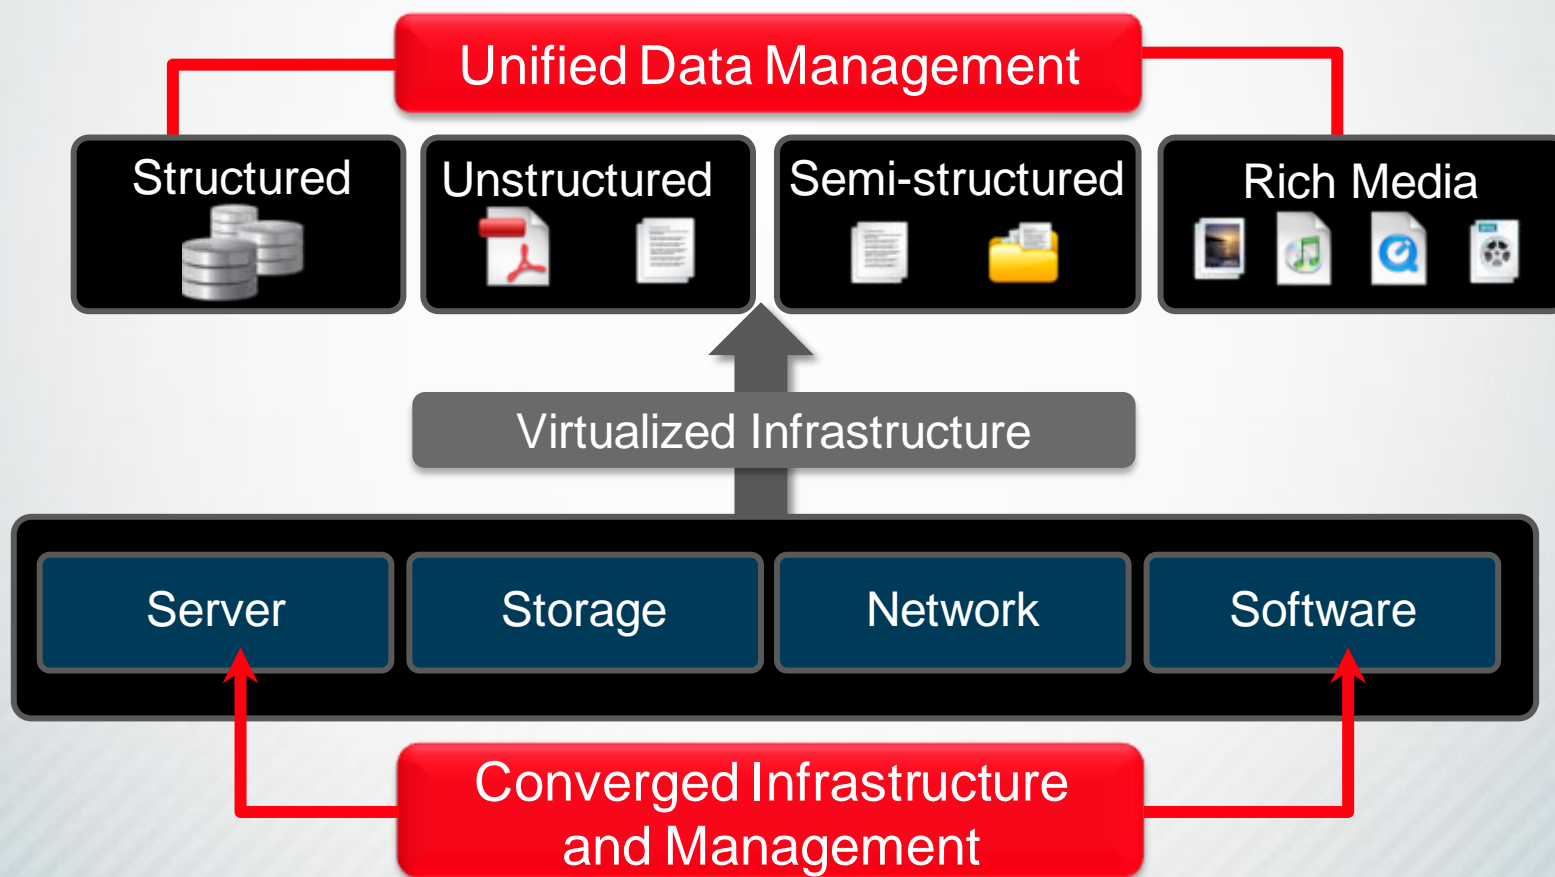 Unified Data Management
Structured
Unstructured
Semi-structured
Rich Media
Virtualized Infrastructure
Server
Storage
Network
Software
Converged Infrastructure
and Management